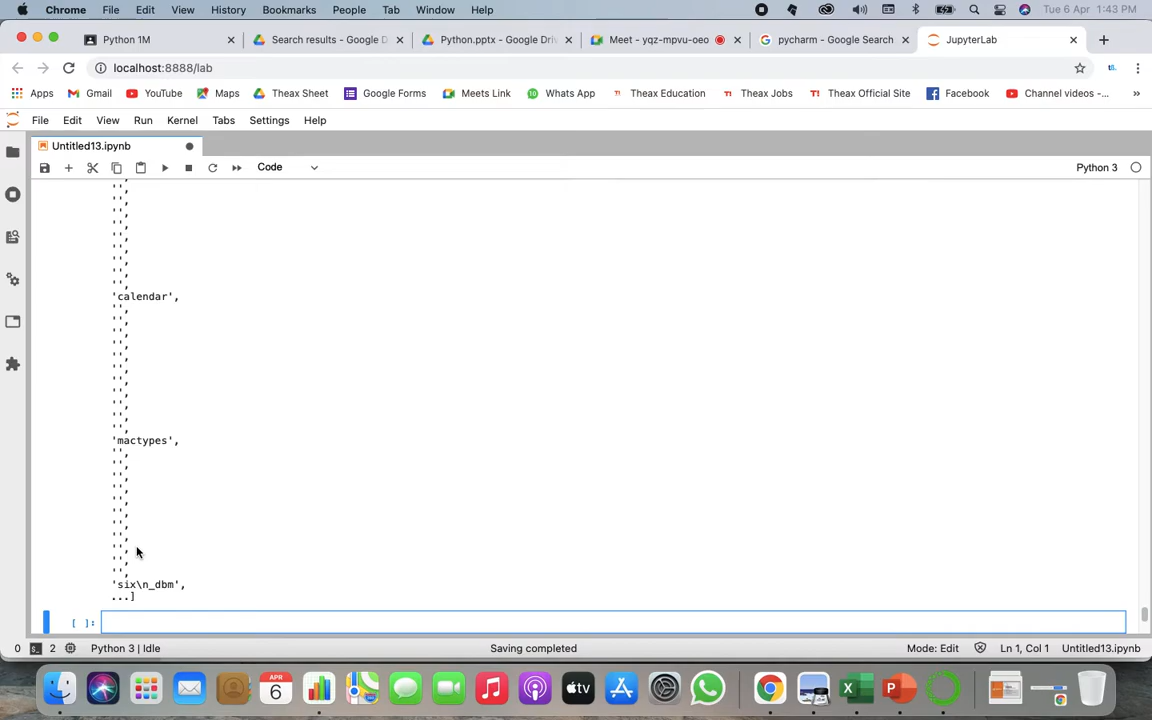 Chrome File Edit View History Bookmarks People Tab Window Help Tue 6 Apr 1:43 PM
Python 1M Search results - Google D Python.pptx - Google Driv Meet - yqz-mpvu-oeo pycharm - Google Search JupyterLab
localhost:8888/lab
Apps Gmail YouTube Maps Theax Sheet Google Forms Meets Link Whats App Theax Education Theax Jobs Theax Official Site Facebook Channel videos -... »
File Edit View Run Kernel Tabs Settings Help
Untitled13.ipynb
Code Python 3
'',
'',
'',
'',
'',
'',
'',
'',
'',
'calendar',
'',
'',
'',
'',
'',
'',
'',
'',
'',
'',
'',
'mactypes',
'',
'',
'',
'',
'',
'',
'',
'',
'',
'',
'',
'six\n_dbm',
...]
[ ]:
0 2 Python 3 | Idle Saving completed Mode: Edit Ln 1, Col 1 Untitled13.ipynb
APR
6
tv